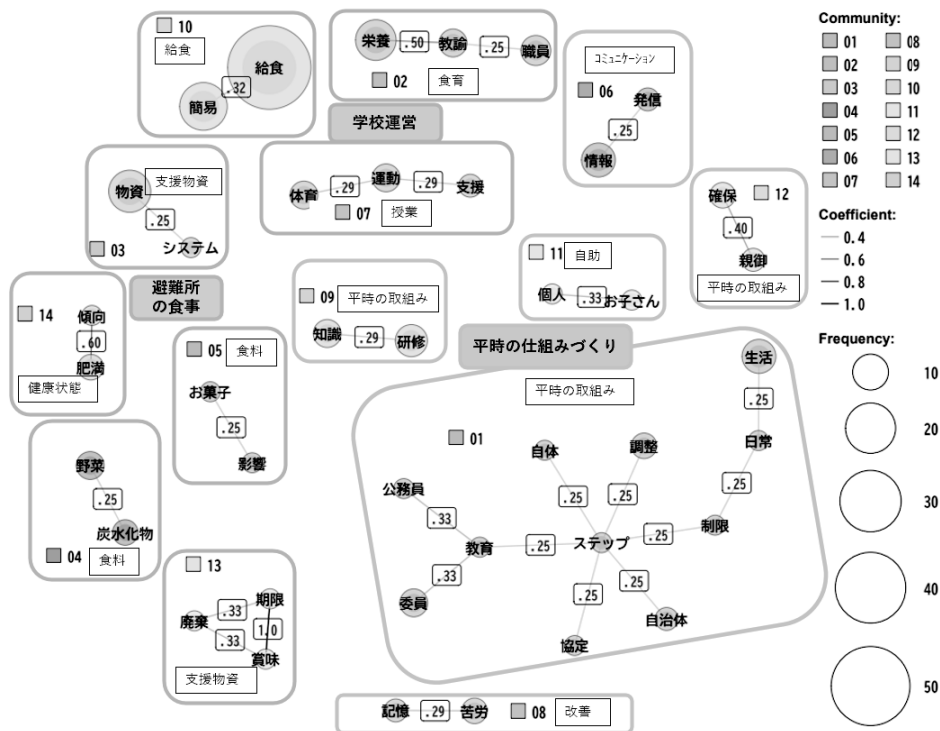 10
給食
給食
.32
簡易
栄養
.50
教諭
.25
職員
02
食育
学校運営
コミュニケーション
06
発信
.25
情報
物資
支援物資
.25
システム
03
体育
.29
運動
.29
支援
07
授業
確保
12
.40
親御
平時の取組み
避難所
の食事
11
自助
個人
.33
お子さん
14
傾向
.60
肥満
健康状態
09
平時の取組み
知識
.29
研修
05
食料
お菓子
.25
影響
平時の仕組みづくり
平時の取組み
01
生活
.25
日常
.25
制限
.25
自体
.25
調整
.25
ステップ
公務員
.33
教育
.25
.33
委員
.25
協定
.25
自治体
野菜
.25
炭水化物
04
食料
13
期限
.33
廃棄
.33
1.0
賞味
支援物資
記憶
.29
苦労
08
改善
Community:
01
08
02
09
03
10
04
11
05
12
06
13
07
14
Coefficient:
0.4
0.6
0.8
1.0
Frequency:
10
20
30
40
50